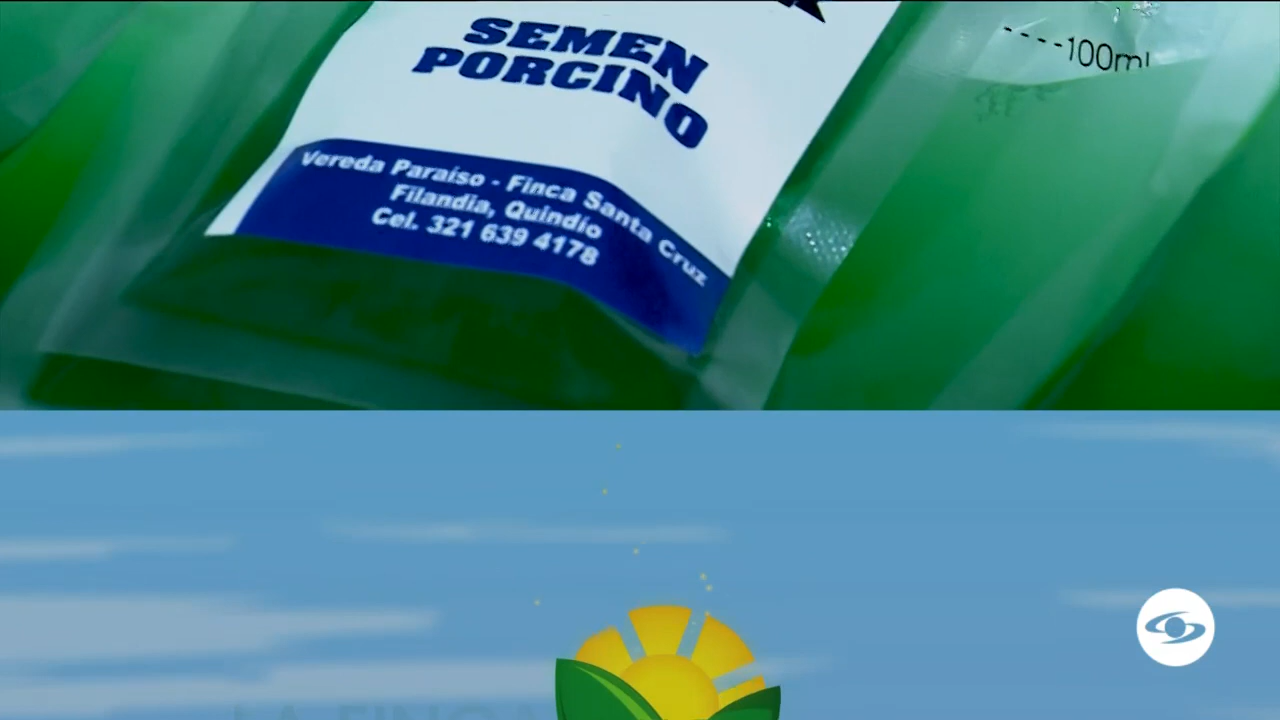 SEMEN
PORCINO
Vereda Paraíso - Finca Santa Cruz
Filandia, Quindío
Cel. 321 639 4178
100ml